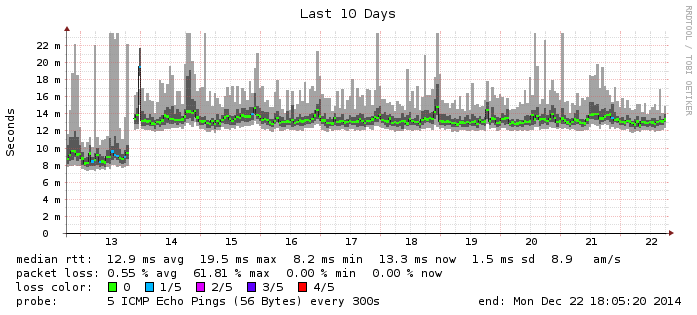 Last 10 Days
RRDTOOL / TOBI OETIKER
Seconds
22 m
20 m
18 m
16 m
14 m
12 m
10 m
8 m
6 m
4 m
2 m
0
13 14 15 16 17 18 19 20 21 22
median rtt: 12.9 ms avg 19.5 ms max 8.2 ms min 13.3 ms now 1.5 ms sd 8.9 am/s
packet loss: 0.55 % avg 61.81 % max 0.00 % min 0.00 % now
loss color: 0 1/5 2/5 3/5 4/5
probe: 5 ICMP Echo Pings (56 Bytes) every 300s end: Mon Dec 22 18:05:20 2014